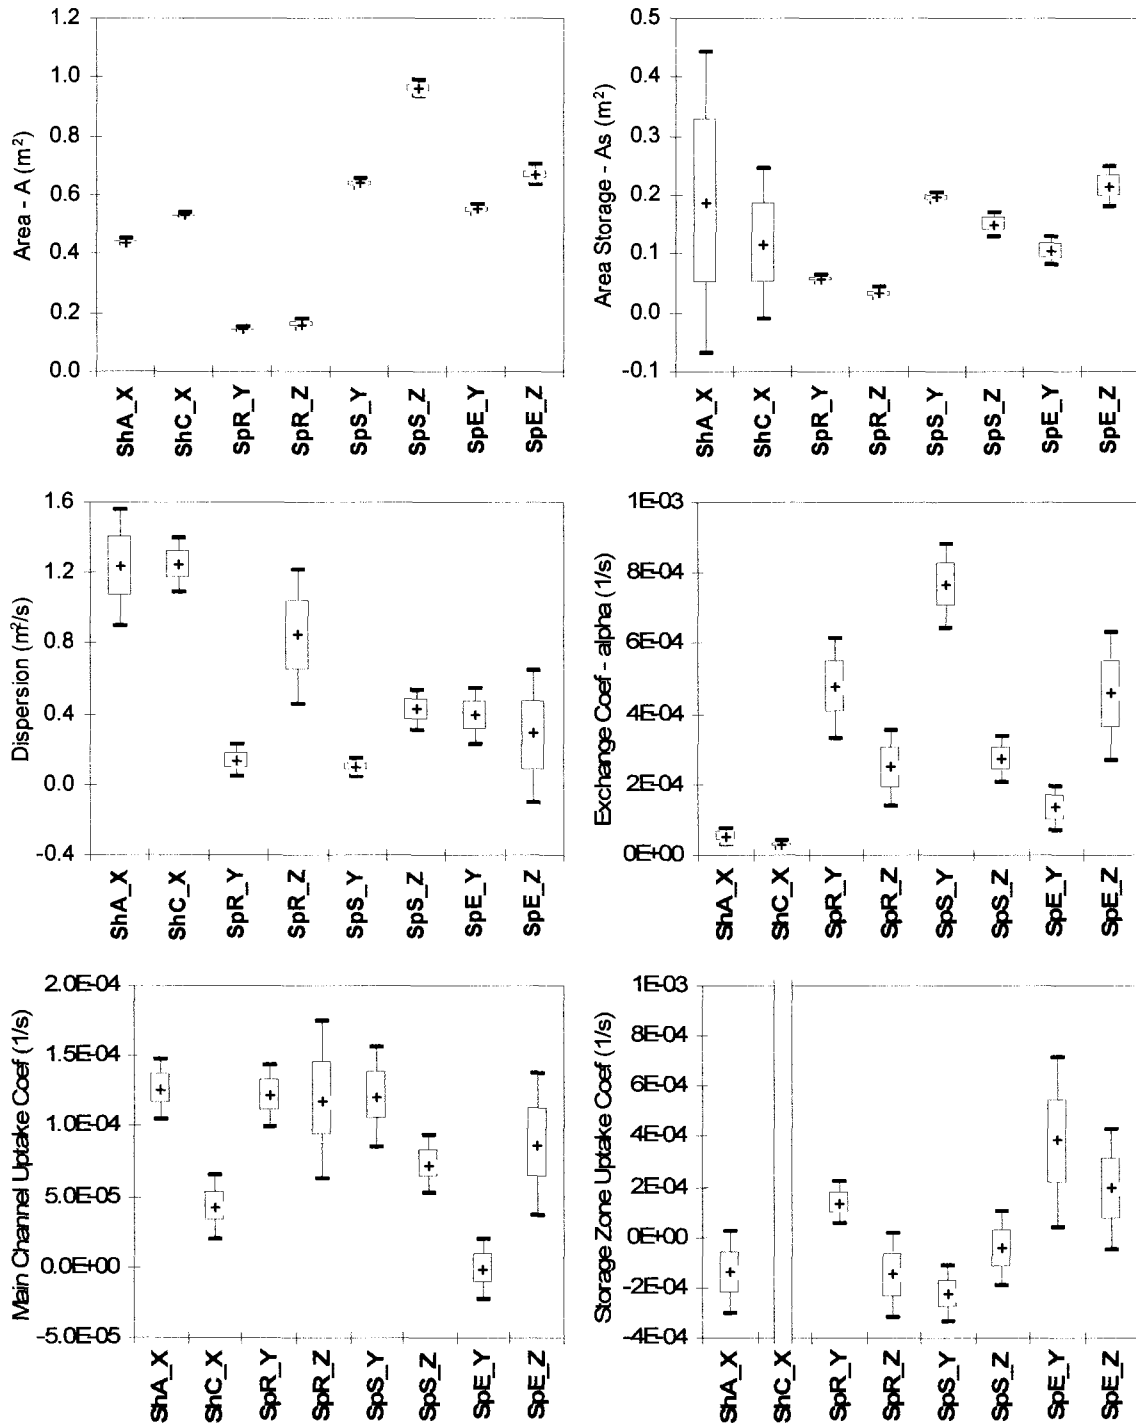 Area - A (m²)
1.2
1.0
0.8
0.6
0.4
0.2
0.0
ShA_X
ShC_X
SpR_Y
SpR_Z
SpS_Y
SpS_Z
SpE_Y
SpE_Z
Area Storage - As (m²)
0.5
0.4
0.3
0.2
0.1
0.0
-0.1
ShA_X
ShC_X
SpR_Y
SpR_Z
SpS_Y
SpS_Z
SpE_Y
SpE_Z
Dispersion (m²/s)
1.6
1.2
0.8
0.4
0.0
-0.4
ShA_X
ShC_X
SpR_Y
SpR_Z
SpS_Y
SpS_Z
SpE_Y
SpE_Z
Exchange Coef - alpha (1/s)
1E-03
8E-04
6E-04
4E-04
2E-04
0E+00
ShA_X
ShC_X
SpR_Y
SpR_Z
SpS_Y
SpS_Z
SpE_Y
SpE_Z
Main Channel Uptake Coef (1/s)
2.0E-04
1.5E-04
1.0E-04
5.0E-05
0.0E+00
-5.0E-05
ShA_X
ShC_X
SpR_Y
SpR_Z
SpS_Y
SpS_Z
SpE_Y
SpE_Z
Storage Zone Uptake Coef (1/s)
1E-03
8E-04
6E-04
4E-04
2E-04
0E+00
-2E-04
-4E-04
ShA_X
ShC_X
SpR_Y
SpR_Z
SpS_Y
SpS_Z
SpE_Y
SpE_Z